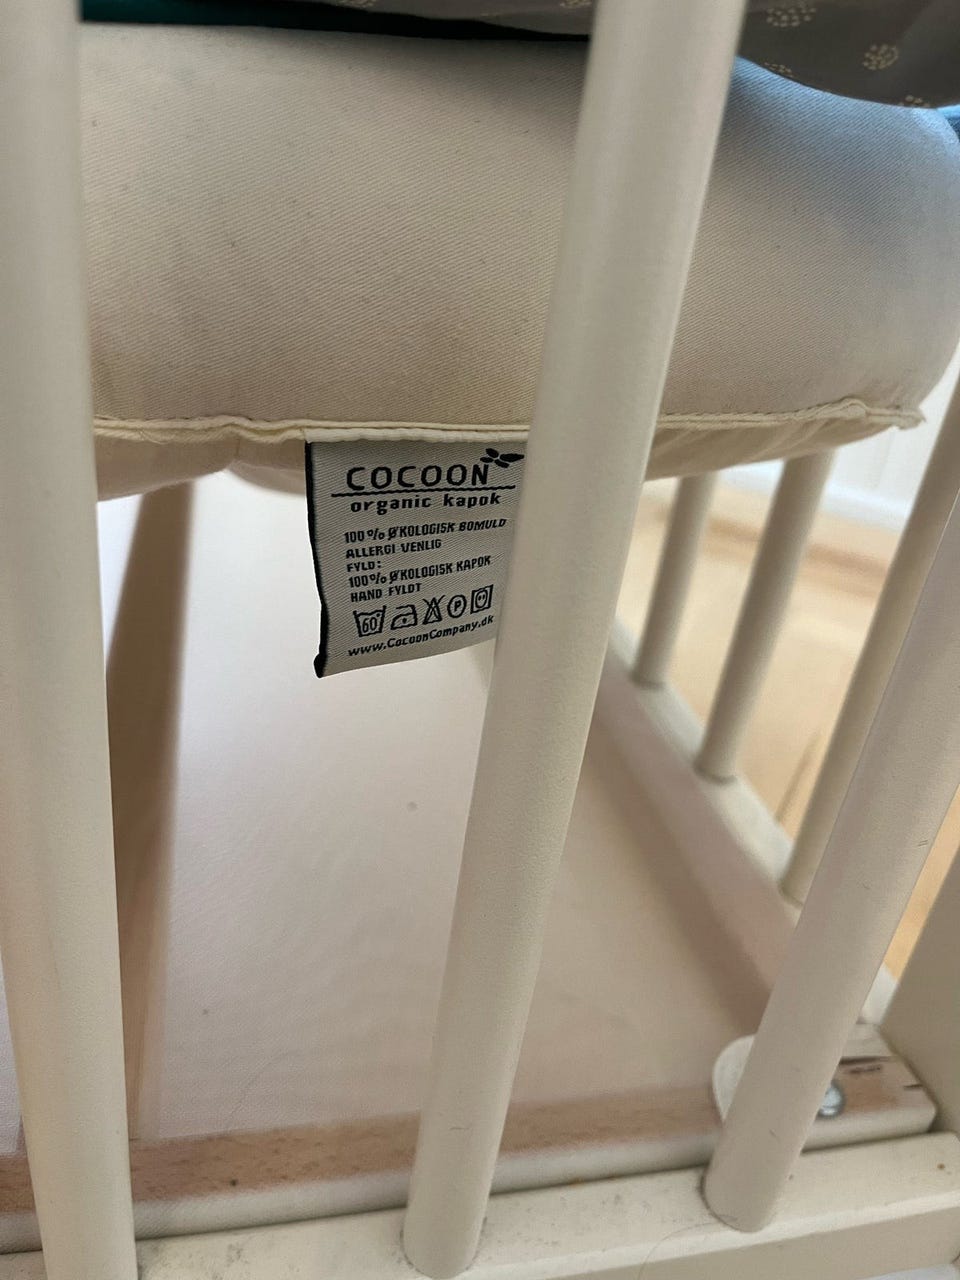 COCOON
organic kapok
100% ØKOLOGISK BOMULD
ALLERGI VENLIG
FYLD:
100% ØKOLOGISK KAPOK
HAND FYLDT
60 P
www.CocoonCompany.dk